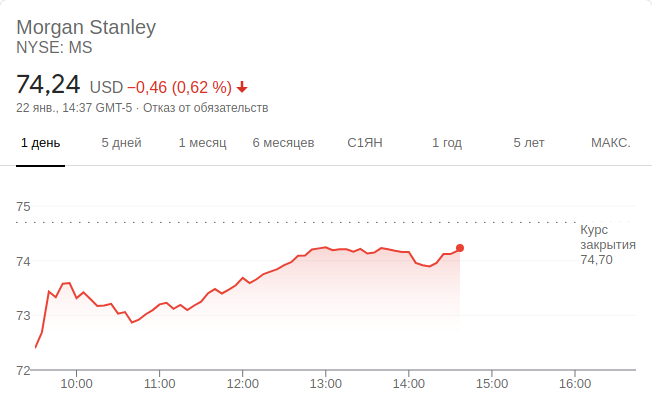 Morgan Stanley
NYSE: MS
74,24 USD −0,46 (0,62 %)
22 янв., 14:37 GMT-5 · Отказ от обязательств
1 день 5 дней 1 месяц 6 месяцев С1ЯН 1 год 5 лет МАКС.
75
Курс
закрытия
74,70
74
73
72
10:00 11:00 12:00 13:00 14:00 15:00 16:00